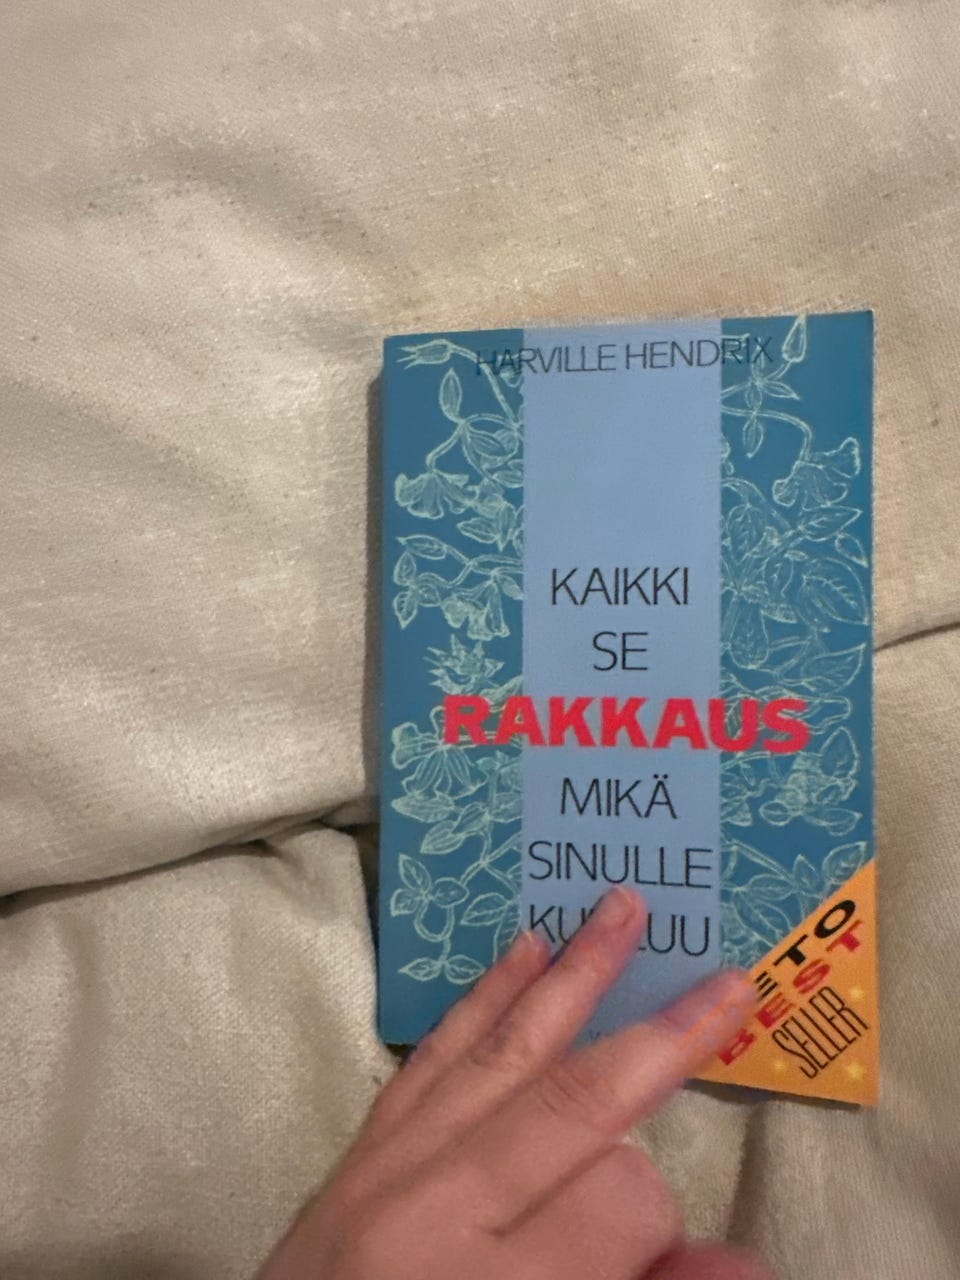 HARVILLE HENDRIX
KAIKKI
SE
RAKKAUS
MIKÄ
SINULLE
BEST
SELLER